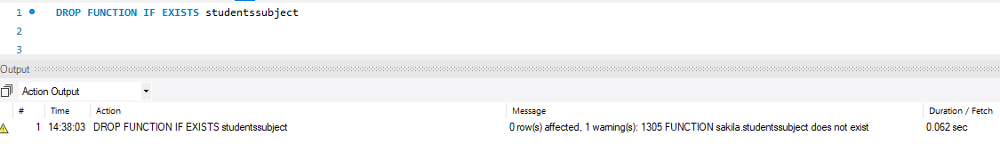 1 DROP FUNCTION IF EXISTS studentssubject
2
3
Output
Action Output
# Time Action Message Duration / Fetch
1 14:38:03 DROP FUNCTION IF EXISTS studentssubject 0 row(s) affected, 1 warning(s): 1305 FUNCTION sakila.studentssubject does not exist 0.062 sec